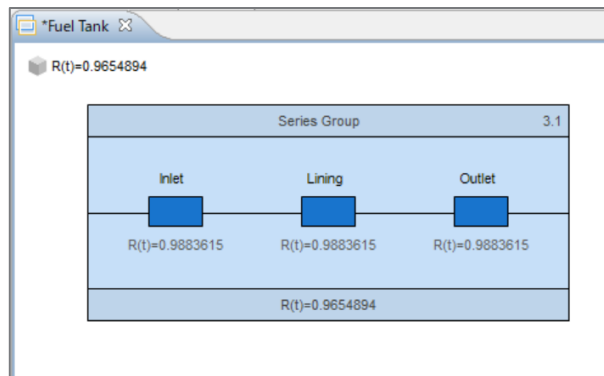 *Fuel Tank
R(t)=0.9654894
Series Group 3.1
Inlet Lining Outlet
R(t)=0.9883615 R(t)=0.9883615 R(t)=0.9883615
R(t)=0.9654894